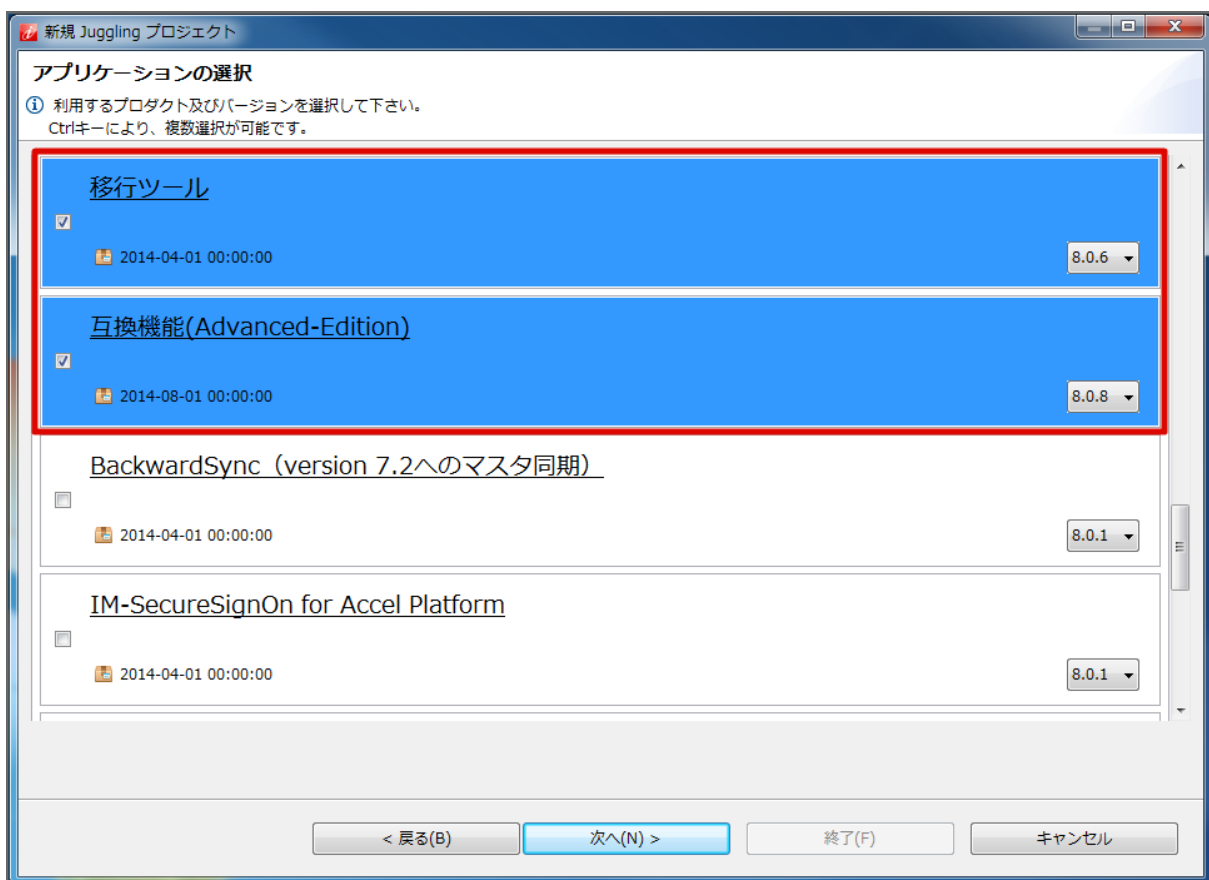 新規 Juggling プロジェクト
アプリケーションの選択
利用するプロダクト及びバージョンを選択して下さい。
Ctrlキーにより、複数選択が可能です。
移行ツール
2014-04-01 00:00:00
8.0.6
互換機能(Advanced-Edition)
2014-08-01 00:00:00
8.0.8
BackwardSync（version 7.2へのマスタ同期）
2014-04-01 00:00:00
8.0.1
IM-SecureSignOn for Accel Platform
2014-04-01 00:00:00
8.0.1
< 戻る(B) 次へ(N) > 終了(F) キャンセル